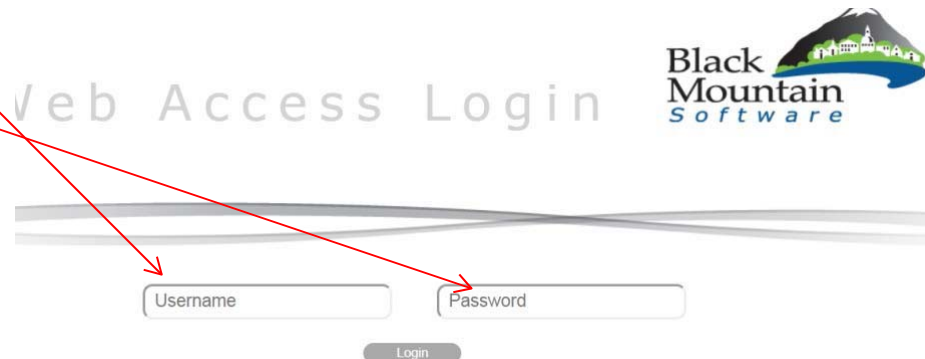 Black
Mountain
Software
Web Access Login
Username Password
Login